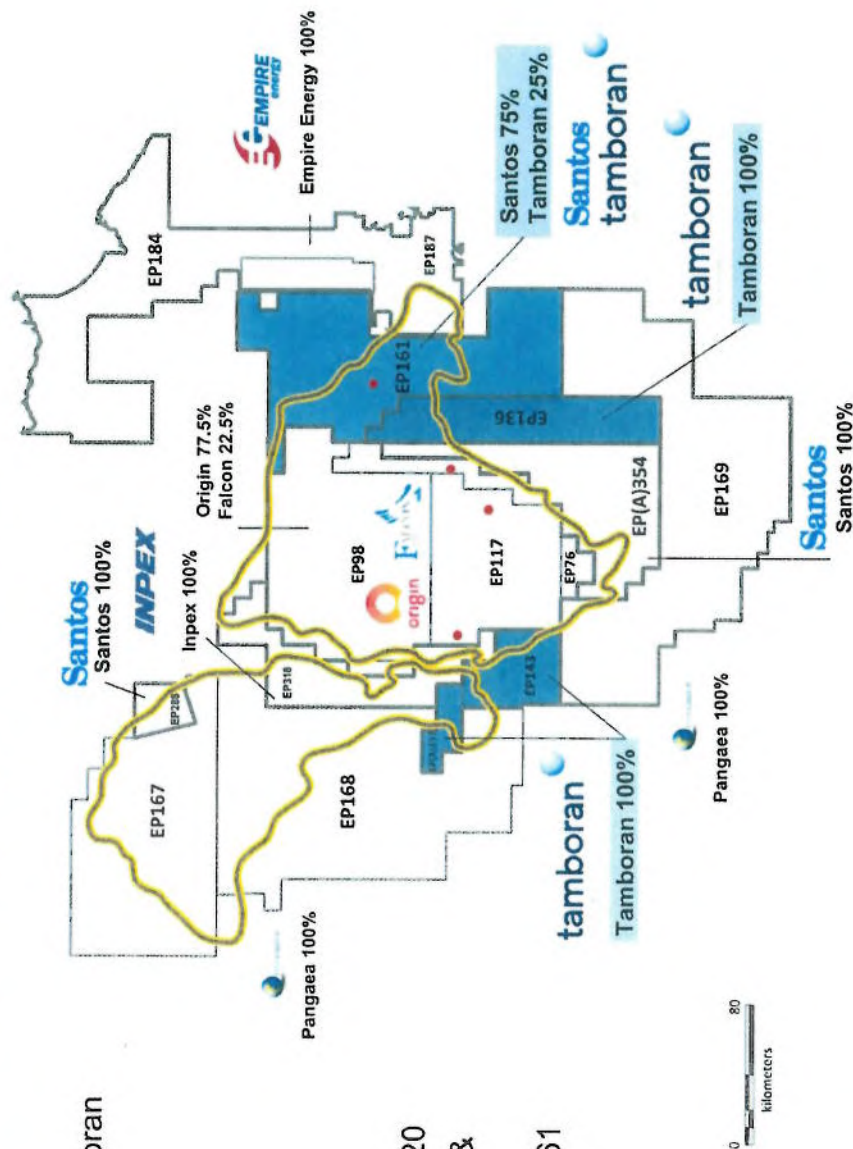 Santos
Santos 100%
INPEX
Inpex 100%
Origin 77.5%
Falcon 22.5%
EMPIRE
energy
Empire Energy 100%
EP184
EP187
EP167
EP288
EP318
EP168
Pangaea 100%
EP98
origin
FALCON
EP117
EP76
EP161
EP136
EP143
EP(A)354
EP169
Santos 75%
Tamboran 25%
Santos
tamboran
tamboran
Tamboran 100%
tamboran
Tamboran 100%
Pangaea 100%
Santos
Santos 100%
oran
20
&
61
0
80
kilometers